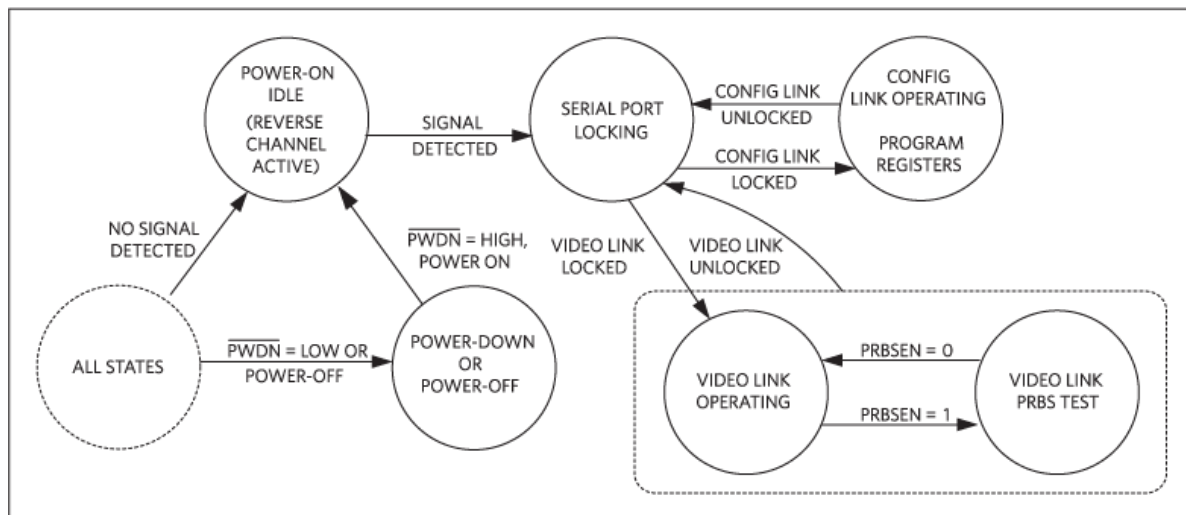 POWER-ON
IDLE
(REVERSE
CHANNEL
ACTIVE)
SIGNAL
DETECTED
SERIAL PORT
LOCKING
CONFIG LINK
UNLOCKED
CONFIG LINK
LOCKED
CONFIG
LINK OPERATING
PROGRAM
REGISTERS
NO SIGNAL
DETECTED
PWDN = HIGH,
POWER ON
VIDEO LINK
LOCKED
VIDEO LINK
UNLOCKED
ALL STATES
PWDN = LOW OR
POWER-OFF
POWER-DOWN
OR
POWER-OFF
VIDEO LINK
OPERATING
PRBSEN = 0
PRBSEN = 1
VIDEO LINK
PRBS TEST